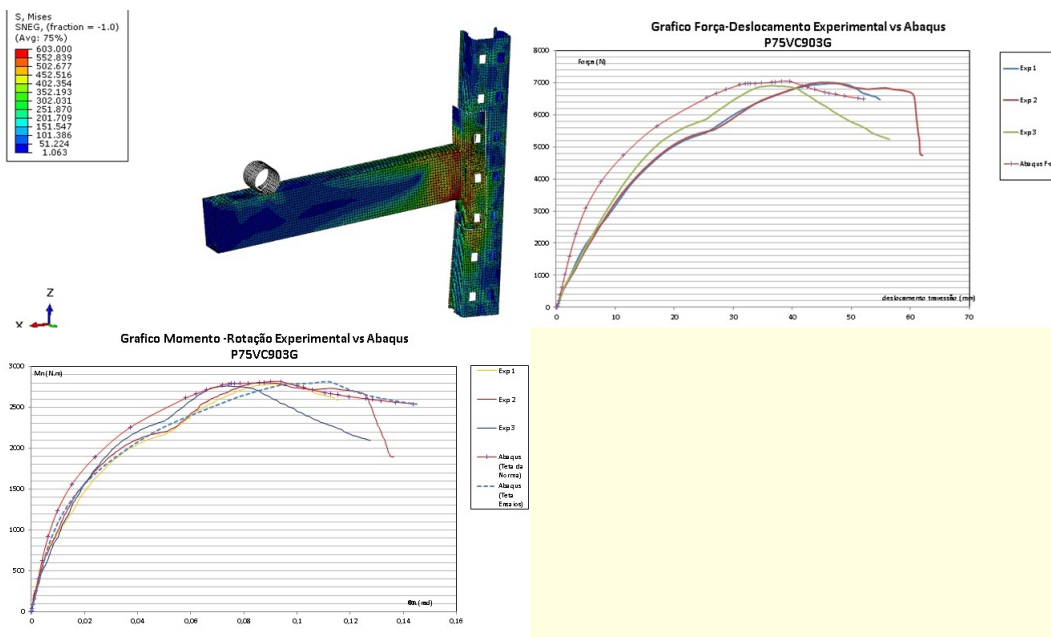 S, Mises
SNEG, (fraction = -1.0)
(Avg: 75%)
603.000
552.839
502.677
452.516
402.354
352.193
302.031
251.870
201.709
151.547
101.386
51.224
1.063
Z
X
Grafico Força-Deslocamento Experimental vs Abaqus
P75VC903G
Força (N)
8000
7000
6000
5000
4000
3000
2000
1000
0
0 10 20 30 40 50 60 70
deslocamento travessão (mm)
Exp 1
Exp 2
Exp 3
Abaqus Fe
Grafico Momento -Rotação Experimental vs Abaqus
P75VC903G
3000
2500
2000
1500
1000
500
0
0 0,02 0,04 0,06 0,08 0,1 0,12 0,14 0,16
(rad)
Exp 1
Exp 2
Exp3
Abaqus
(Teta da
Norma)
Abaqus
(Teta
Ensaios)